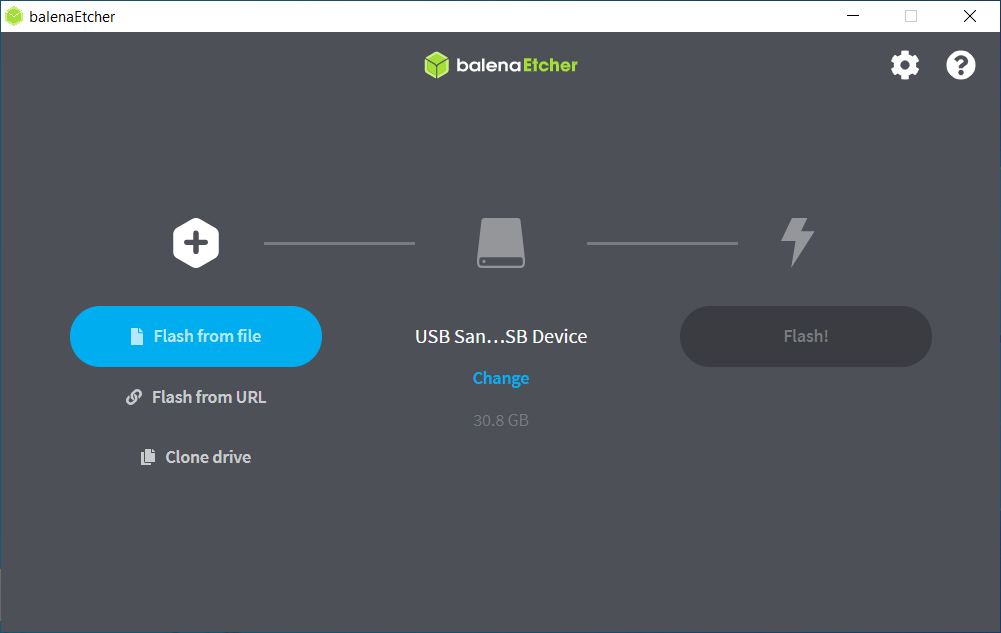 balenaEtcher
balenaEtcher
Flash from file
USB San...SB Device
Flash!
Change
Flash from URL
30.8 GB
Clone drive